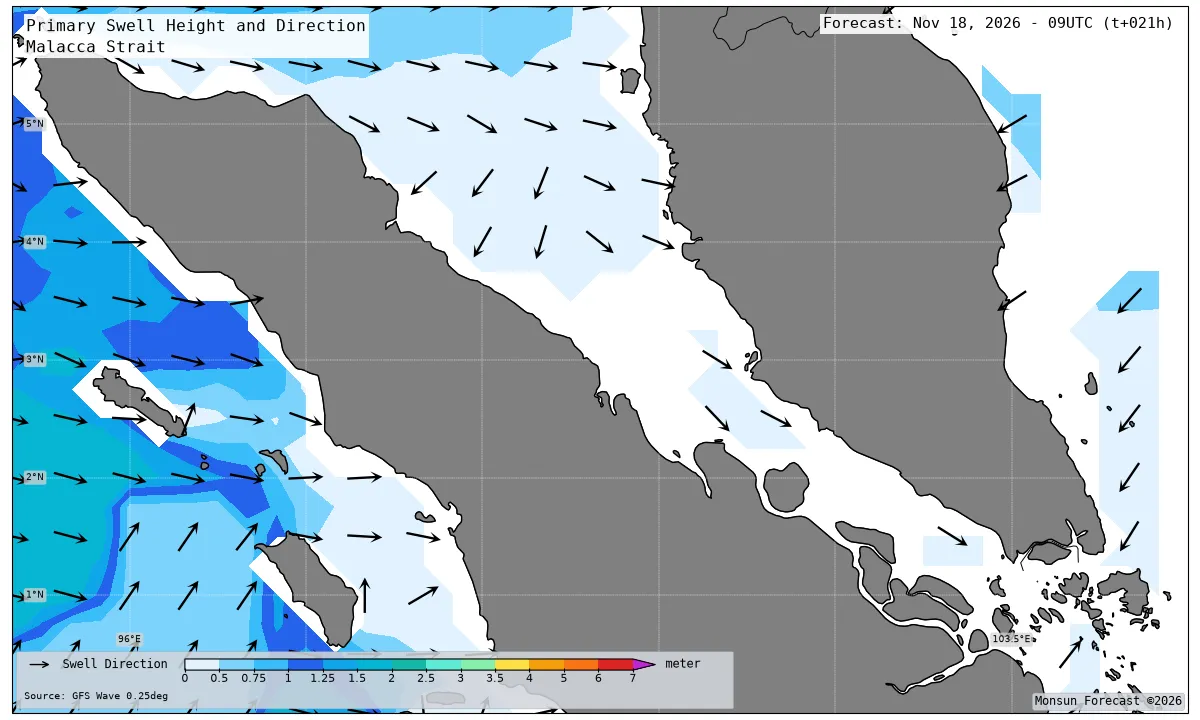 Primary Swell Height and Direction
Malacca Strait
Forecast: Nov 18, 2026 - 09UTC (t+021h)
5°N
4°N
3°N
2°N
1°N
96°E
103.5°E
Swell Direction
meter
0 0.5 0.75 1 1.25 1.5 2 2.5 3 3.5 4 5 6 7
Source: GFS Wave 0.25deg
Monsun Forecast ©2026